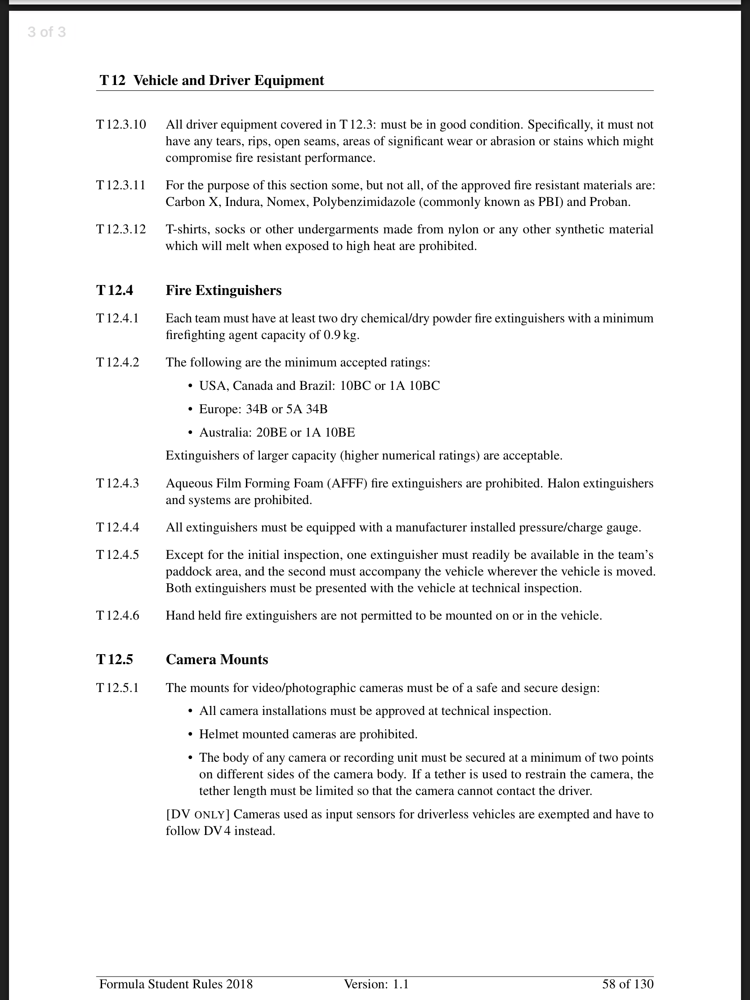 3 of 3
T 12 Vehicle and Driver Equipment
T 12.3.10 All driver equipment covered in T 12.3: must be in good condition. Specifically, it must not
have any tears, rips, open seams, areas of significant wear or abrasion or stains which might
compromise fire resistant performance.
T 12.3.11 For the purpose of this section some, but not all, of the approved fire resistant materials are:
Carbon X, Indura, Nomex, Polybenzimidazole (commonly known as PBI) and Proban.
T 12.3.12 T-shirts, socks or other undergarments made from nylon or any other synthetic material
which will melt when exposed to high heat are prohibited.
T 12.4 Fire Extinguishers
T 12.4.1 Each team must have at least two dry chemical/dry powder fire extinguishers with a minimum
firefighting agent capacity of 0.9 kg.
T 12.4.2 The following are the minimum accepted ratings:
• USA, Canada and Brazil: 10BC or 1A 10BC
• Europe: 34B or 5A 34B
• Australia: 20BE or 1A 10BE
Extinguishers of larger capacity (higher numerical ratings) are acceptable.
T 12.4.3 Aqueous Film Forming Foam (AFFF) fire extinguishers are prohibited. Halon extinguishers
and systems are prohibited.
T 12.4.4 All extinguishers must be equipped with a manufacturer installed pressure/charge gauge.
T 12.4.5 Except for the initial inspection, one extinguisher must readily be available in the team's
paddock area, and the second must accompany the vehicle wherever the vehicle is moved.
Both extinguishers must be presented with the vehicle at technical inspection.
T 12.4.6 Hand held fire extinguishers are not permitted to be mounted on or in the vehicle.
T 12.5 Camera Mounts
T 12.5.1 The mounts for video/photographic cameras must be of a safe and secure design:
• All camera installations must be approved at technical inspection.
• Helmet mounted cameras are prohibited.
• The body of any camera or recording unit must be secured at a minimum of two points
on different sides of the camera body. If a tether is used to restrain the camera, the
tether length must be limited so that the camera cannot contact the driver.
[DV ONLY] Cameras used as input sensors for driverless vehicles are exempted and have to
follow DV 4 instead.
Formula Student Rules 2018 Version: 1.1 58 of 130